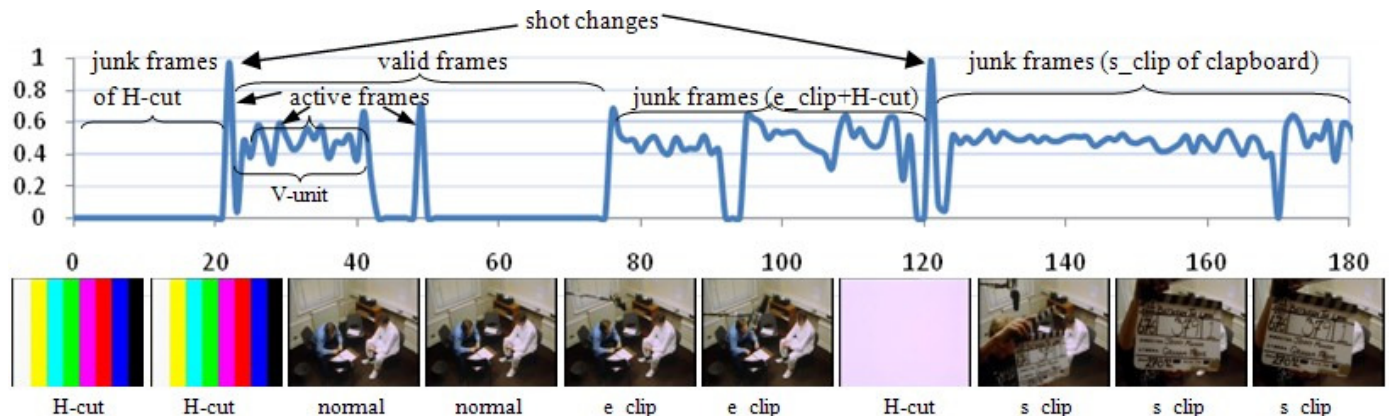 shot changes
1
0.8
0.6
0.4
0.2
0
junk frames
of H-cut
valid frames
active frames
V-unit
junk frames (e_clip+H-cut)
junk frames (s_clip of clapboard)
0 20 40 60 80 100 120 140 160 180
H-cut H-cut normal normal e_clip e_clip H-cut s_clip s_clip s_clip